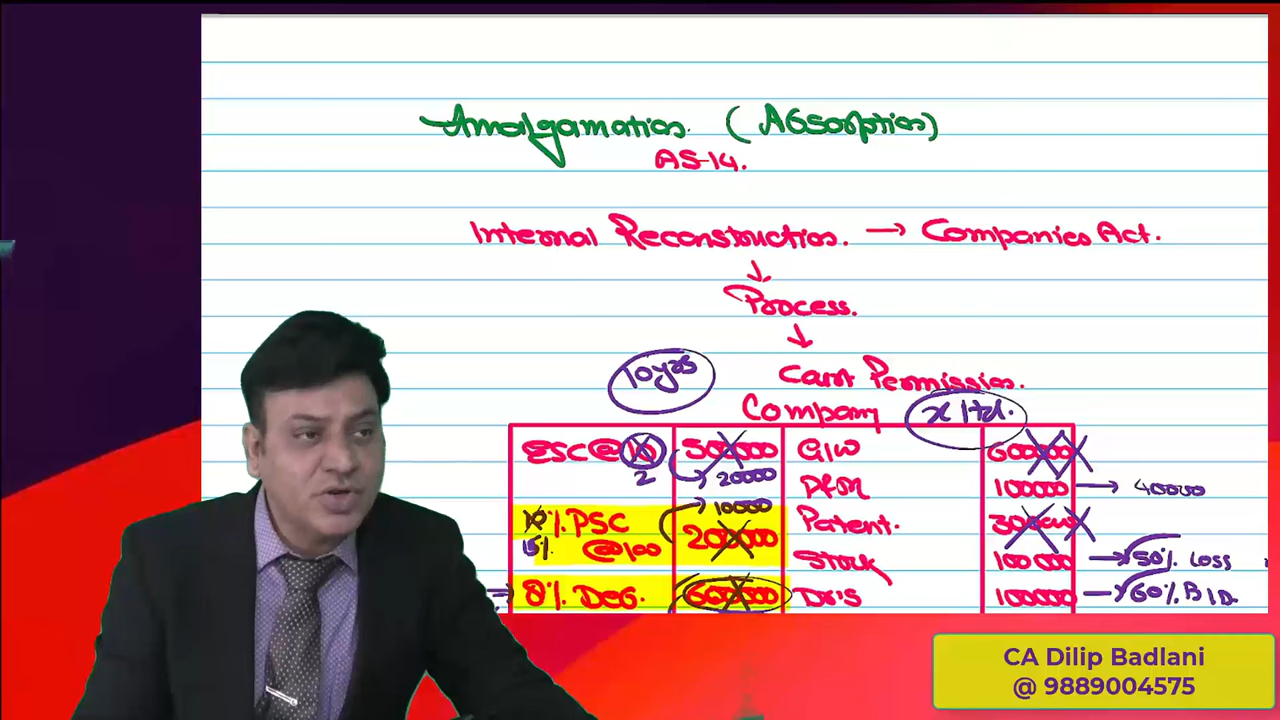 Amalgamation. (Absorption)
AS-14.
Internal Reconstruction. → Companies Act.
↓
Process.
↓
10yrs Court Permission.
Company X Ltd.
ESC@10 500000 G/W 600000
2 → 20000 P&M 100000 → 40000
→ 10000
10%. PSC 200000 Patent. 300000
15% @100 Stock 100000 → 50% Loss
8%. Deb. 600000 Dr's 100000 → 60% B/D.
CA Dilip Badlani
@ 9889004575